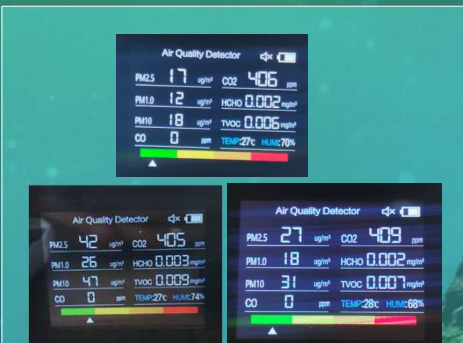 Air Quality Detector
PM2.5 17 ug/m³ CO2 406 ppm
PM1.0 12 ug/m³ HCHO 0.002 mg/m³
PM10 18 ug/m³ TVOC 0.006 mg/m³
CO 0 ppm TEMP:27c HUMI:70%
Air Quality Detector
PM2.5 42 ug/m³ CO2 405 ppm
PM1.0 26 ug/m³ HCHO 0.003 mg/m³
PM10 47 ug/m³ TVOC 0.009 mg/m³
CO 0 ppm TEMP:27c HUMI:74%
Air Quality Detector
PM2.5 27 ug/m³ CO2 409 ppm
PM1.0 18 ug/m³ HCHO 0.002 mg/m³
PM10 31 ug/m³ TVOC 0.007 mg/m³
CO 0 ppm TEMP:28c HUMI:68%